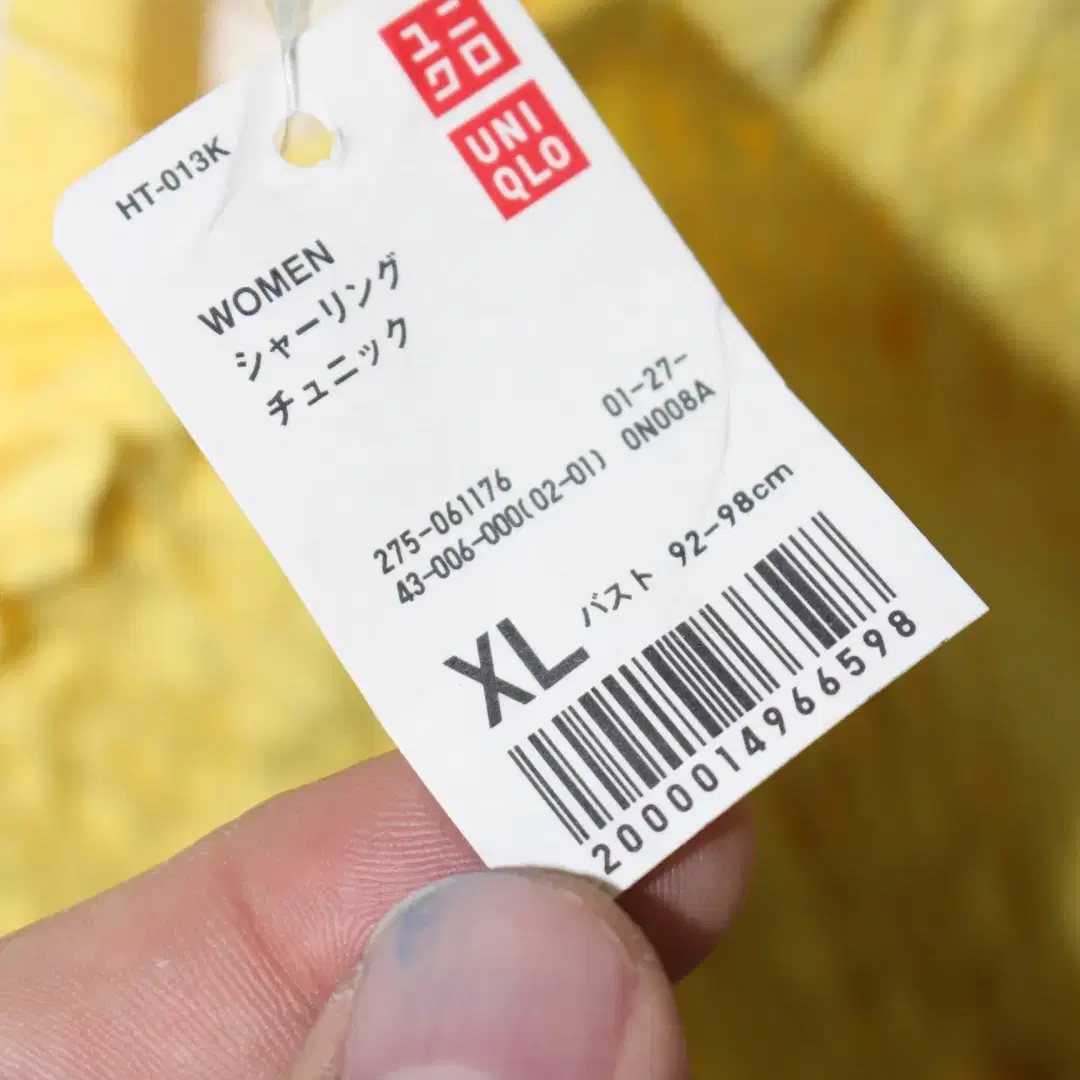 HT-013K
ユニ
クロ
UNI
QLO
WOMEN
シャーリング
チュニック
01-27-
275-061176 0N008A
43-006-000(02-01)
XL バスト 92-98cm
2000014966598